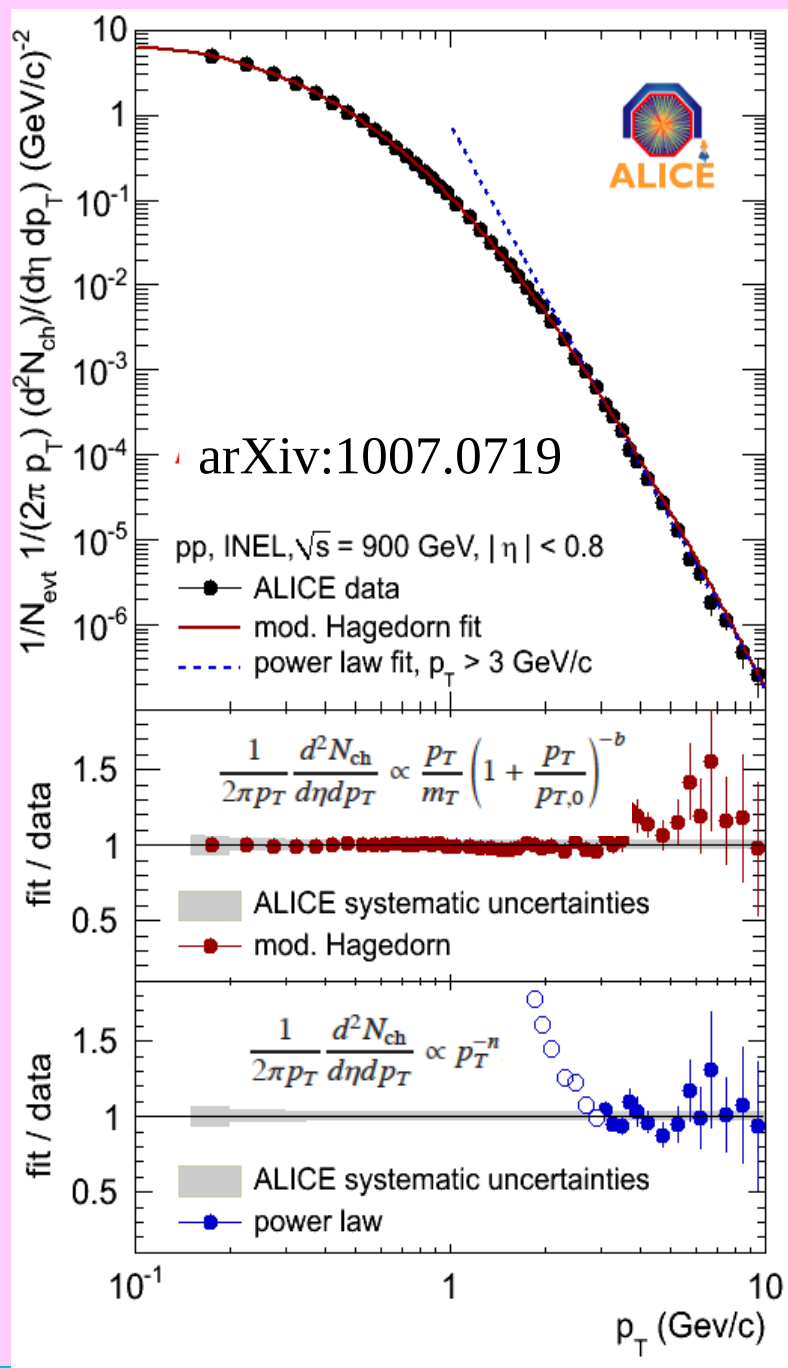 10
1
10⁻¹
10⁻²
10⁻³
10⁻⁴
10⁻⁵
10⁻⁶
1/N_evt 1/(2π p_T) (d²N_ch)/(dη dp_T) (GeV/c)⁻²
ALICE
arXiv:1007.0719
pp, INEL,√s = 900 GeV, | η | < 0.8
ALICE data
mod. Hagedorn fit
power law fit, p_T > 3 GeV/c
fit / data
1.5
1
0.5
1/(2πp_T) d²N_ch/(dηdp_T) ∝ p_T/m_T (1 + p_T/p_T,0)^−b
ALICE systematic uncertainties
mod. Hagedorn
fit / data
1.5
1
0.5
1/(2πp_T) d²N_ch/(dηdp_T) ∝ p_T^−n
ALICE systematic uncertainties
power law
10⁻¹ 1 10
p_T (Gev/c)